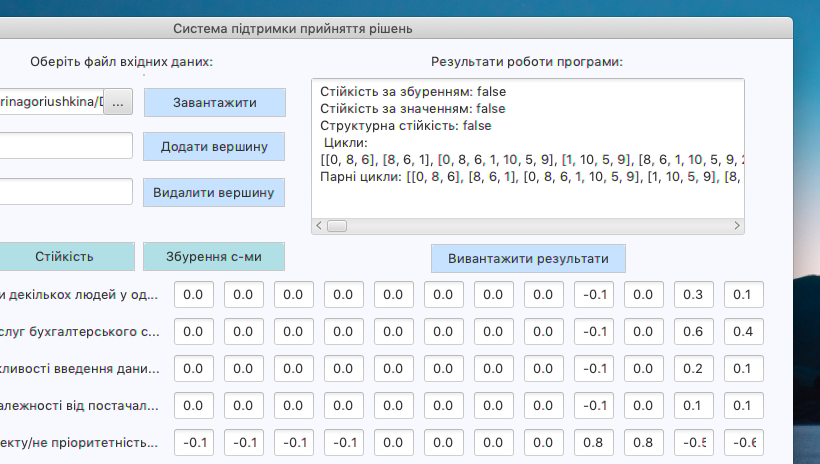 Система підтримки прийняття рішень
Оберіть файл вхідних даних:
Результати роботи програми:
rinagoriushkina/D
...
Завантажити
Додати вершину
Видалити вершину
Стійкість за збуренням: false
Стійкість за значенням: false
Структурна стійкість: false
Цикли:
[[0, 8, 6], [8, 6, 1], [0, 8, 6, 1, 10, 5, 9], [1, 10, 5, 9], [8, 6, 1, 10, 5, 9, 2
Парні цикли: [[0, 8, 6], [8, 6, 1], [0, 8, 6, 1, 10, 5, 9], [1, 10, 5, 9], [8,
Стійкість
Збурення с-ми
Вивантажити результати
и декількох людей у од... 0.0 0.0 0.0 0.0 0.0 0.0 0.0 0.0 -0.1 0.0 0.3 0.1
слуг бухгалтерського с... 0.0 0.0 0.0 0.0 0.0 0.0 0.0 0.0 -0.1 0.0 0.6 0.4
кливості введення дани... 0.0 0.0 0.0 0.0 0.0 0.0 0.0 0.0 -0.1 0.0 0.2 0.1
алежності від постачал... 0.0 0.0 0.0 0.0 0.0 0.0 0.0 0.0 -0.1 0.0 0.1 0.1
екту/не пріоритетність... -0.1 -0.1 -0.1 -0.1 0.0 0.0 0.0 0.0 0.8 0.8 -0.5 -0.6